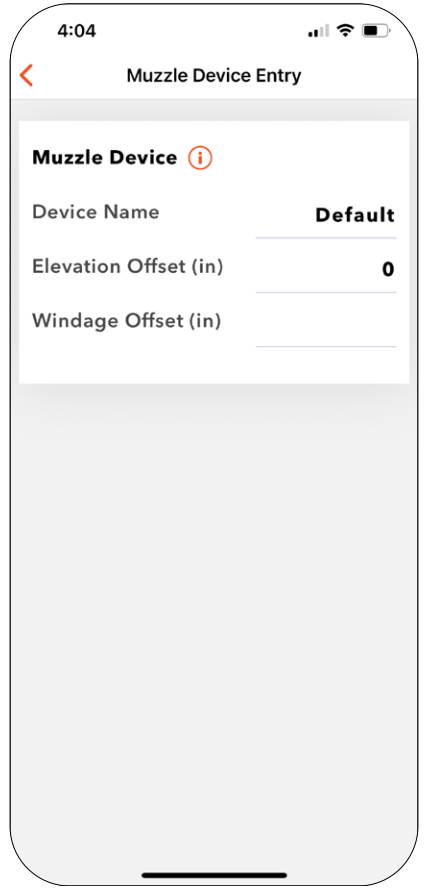 4:04
Muzzle Device Entry
Muzzle Device
Device Name Default
Elevation Offset (in) 0
Windage Offset (in)